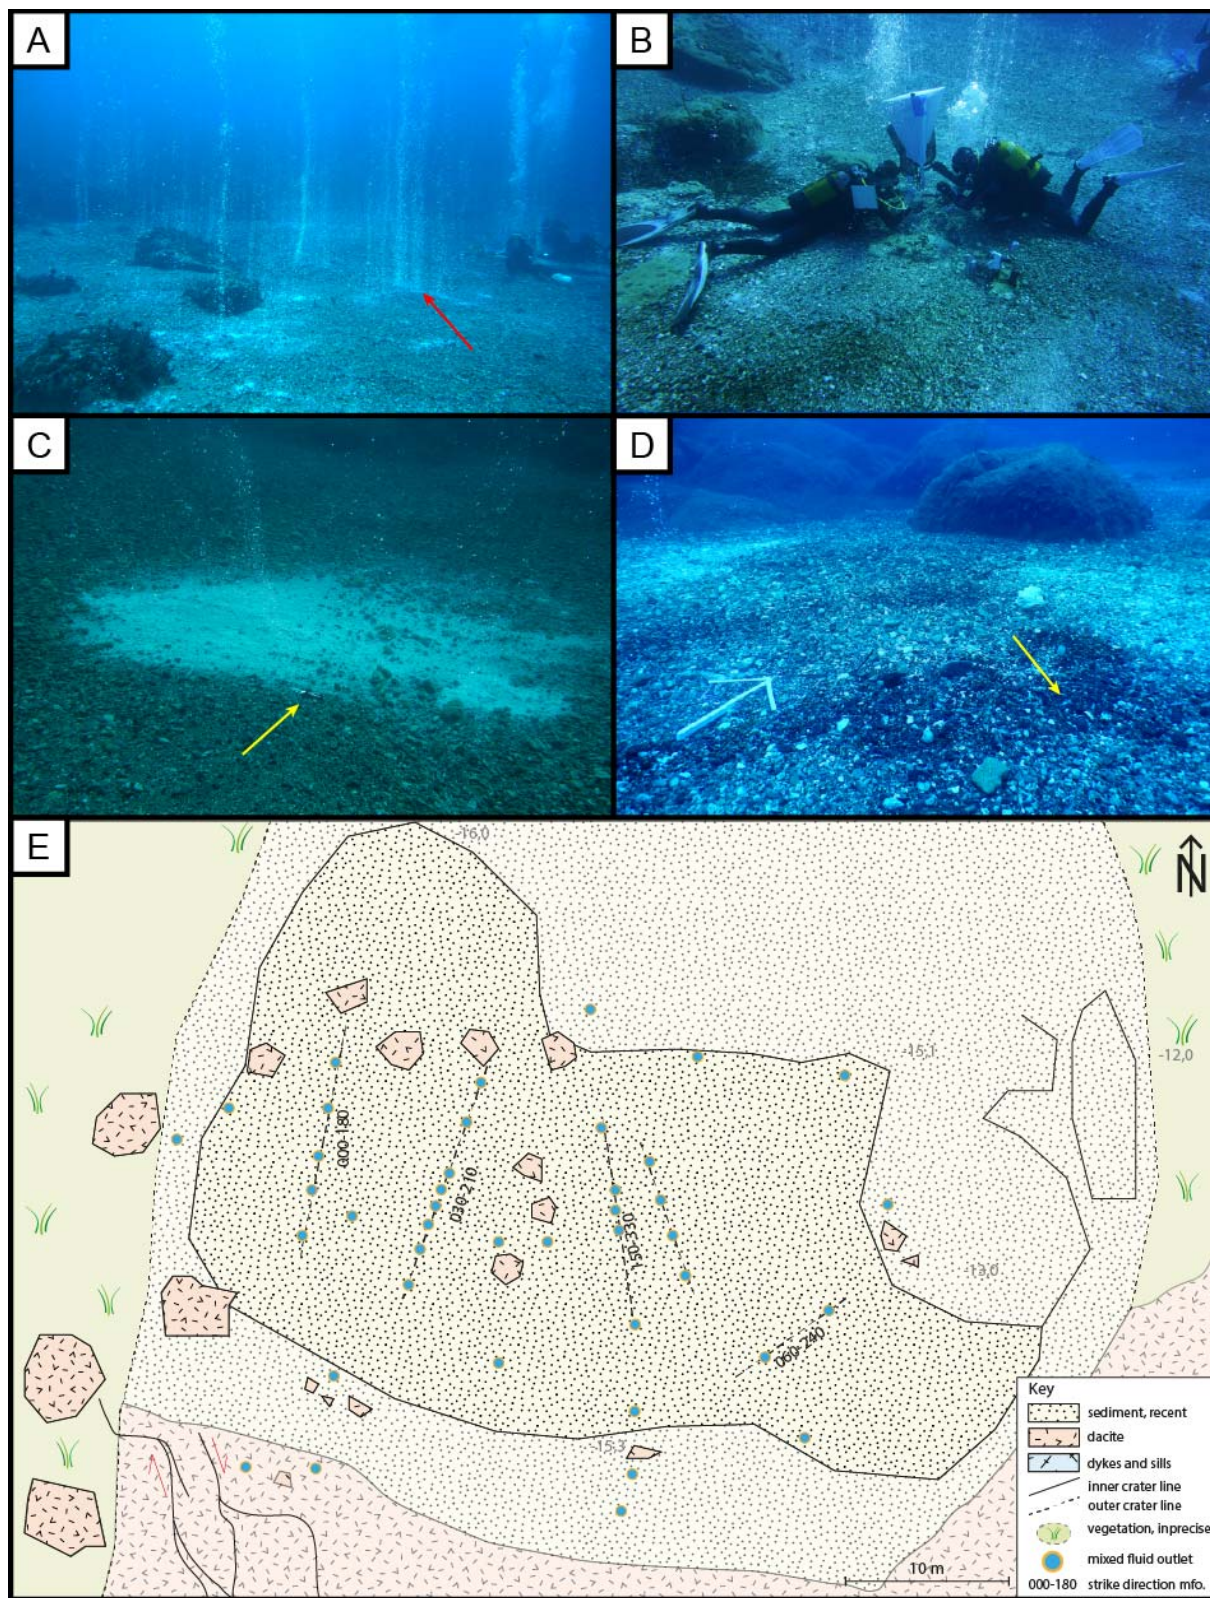 A
B
C
D
E
-16,0
N
-15,1
-12,0
000-180
030-210
150-330
-13,0
060-240
-15,3
Key
sediment, recent
dacite
dykes and sills
inner crater line
outer crater line
vegetation, inprecise
mixed fluid outlet
000-180 strike direction mfo.
10 m